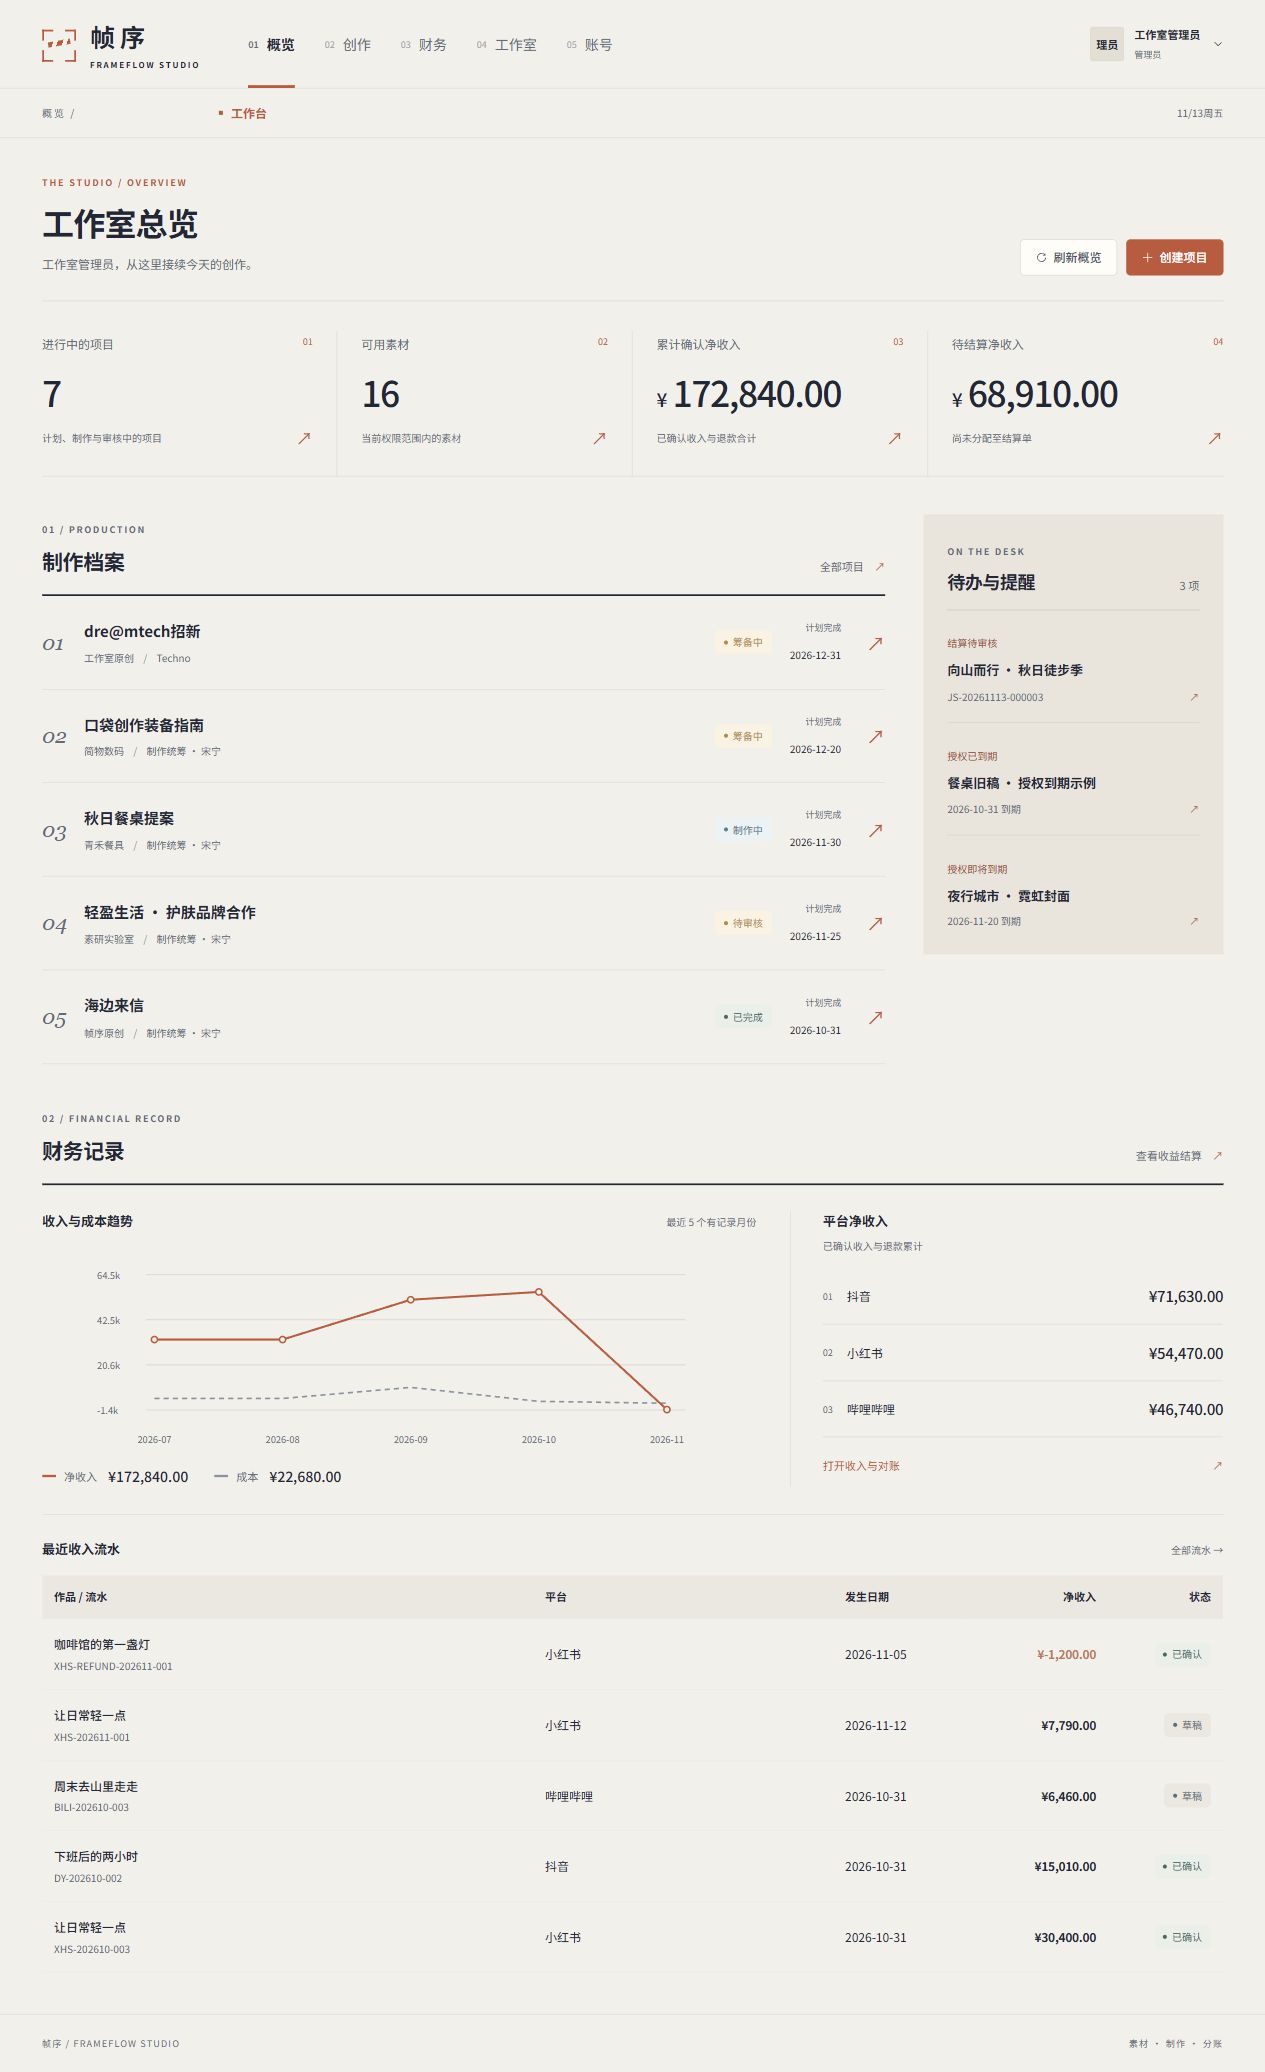 帧序
FRAMEFLOW STUDIO
01 概览 02 创作 03 财务 04 工作室 05 账号
理员 工作室管理员
管理员
概览 / 工作台 11/13周五
THE STUDIO / OVERVIEW
工作室总览
工作室管理员，从这里接续今天的创作。
刷新概览 创建项目
进行中的项目 01
7
计划、制作与审核中的项目
可用素材 02
16
当前权限范围内的素材
累计确认净收入 03
¥ 172,840.00
已确认收入与退款合计
待结算净收入 04
¥ 68,910.00
尚未分配至结算单
01 / PRODUCTION
制作档案
全部项目 ↗
01 dre@mtech招新
工作室原创 / Techno
筹备中
计划完成
2026-12-31
02 口袋创作装备指南
简物数码 / 制作统筹 · 宋宁
筹备中
计划完成
2026-12-20
03 秋日餐桌提案
青禾餐具 / 制作统筹 · 宋宁
制作中
计划完成
2026-11-30
04 轻盈生活 · 护肤品牌合作
素研实验室 / 制作统筹 · 宋宁
待审核
计划完成
2026-11-25
05 海边来信
帧序原创 / 制作统筹 · 宋宁
已完成
计划完成
2026-10-31
ON THE DESK
待办与提醒 3 项
结算待审核
向山而行 · 秋日徒步季
JS-20261113-000003 ↗
授权已到期
餐桌旧稿 · 授权到期示例
2026-10-31 到期 ↗
授权即将到期
夜行城市 · 霓虹封面
2026-11-20 到期 ↗
02 / FINANCIAL RECORD
财务记录
查看收益结算 ↗
收入与成本趋势 最近 5 个有记录月份
64.5k
42.5k
20.6k
-1.4k
2026-07 2026-08 2026-09 2026-10 2026-11
净收入 ¥172,840.00 成本 ¥22,680.00
平台净收入
已确认收入与退款累计
01 抖音 ¥71,630.00
02 小红书 ¥54,470.00
03 哔哩哔哩 ¥46,740.00
打开收入与对账 ↗
最近收入流水 全部流水 →
作品 / 流水 平台 发生日期 净收入 状态
咖啡馆的第一盏灯
XHS-REFUND-202611-001
小红书 2026-11-05 ¥-1,200.00 已确认
让日常轻一点
XHS-202611-001
小红书 2026-11-12 ¥7,790.00 草稿
周末去山里走走
BILI-202610-003
哔哩哔哩 2026-10-31 ¥6,460.00 草稿
下班后的两小时
DY-202610-002
抖音 2026-10-31 ¥15,010.00 已确认
让日常轻一点
XHS-202610-003
小红书 2026-10-31 ¥30,400.00 已确认
帧序 / FRAMEFLOW STUDIO 素材 · 制作 · 分账